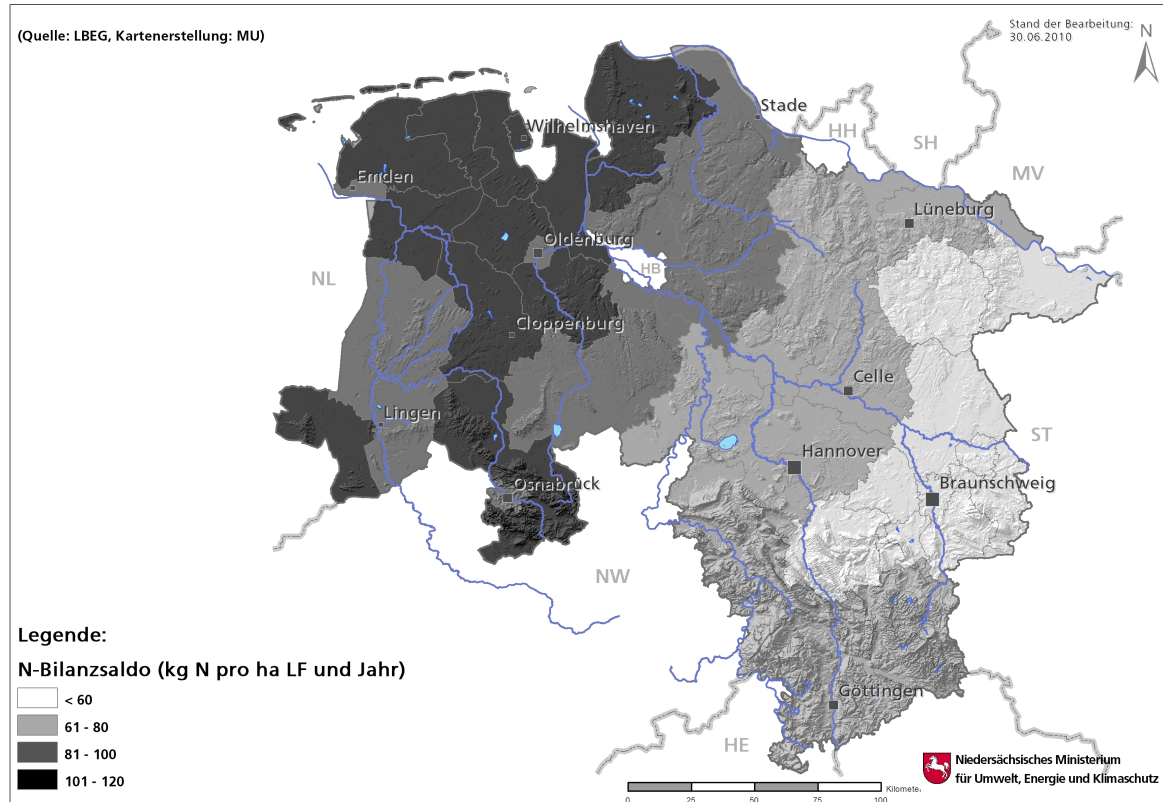 (Quelle: LBEG, Kartenerstellung: MU)
Stand der Bearbeitung:
30.06.2010
N
Stade
Wilhelmshaven
HH
SH
MV
Emden
Lüneburg
Oldenburg
HB
NL
Cloppenburg
Celle
Lingen
ST
Hannover
Osnabrück
Braunschweig
NW
Göttingen
HE
Legende:
N-Bilanzsaldo (kg N pro ha LF und Jahr)
< 60
61 - 80
81 - 100
101 - 120
Niedersächsisches Ministerium
für Umwelt, Energie und Klimaschutz
Kilometer
0 25 50 75 100